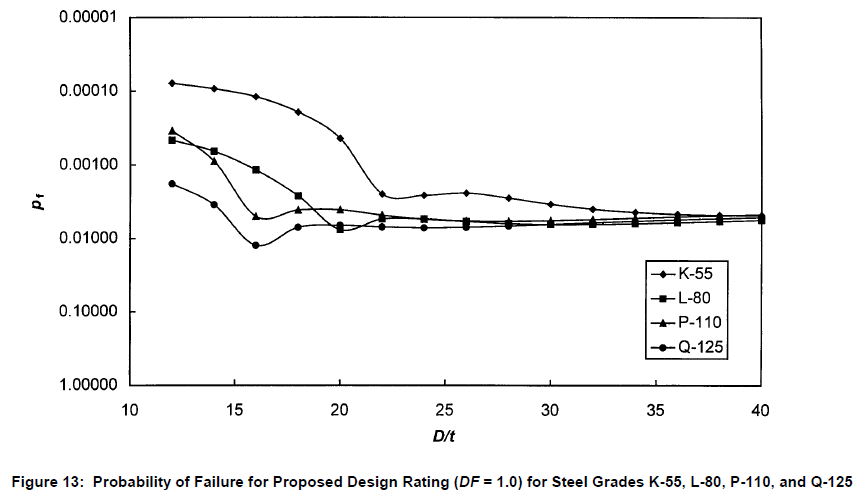 0.00001
0.00010
0.00100
0.01000
0.10000
1.00000
pf
10 15 20 25 30 35 40
D/t
K-55
L-80
P-110
Q-125
Figure 13: Probability of Failure for Proposed Design Rating (DF = 1.0) for Steel Grades K-55, L-80, P-110, and Q-125